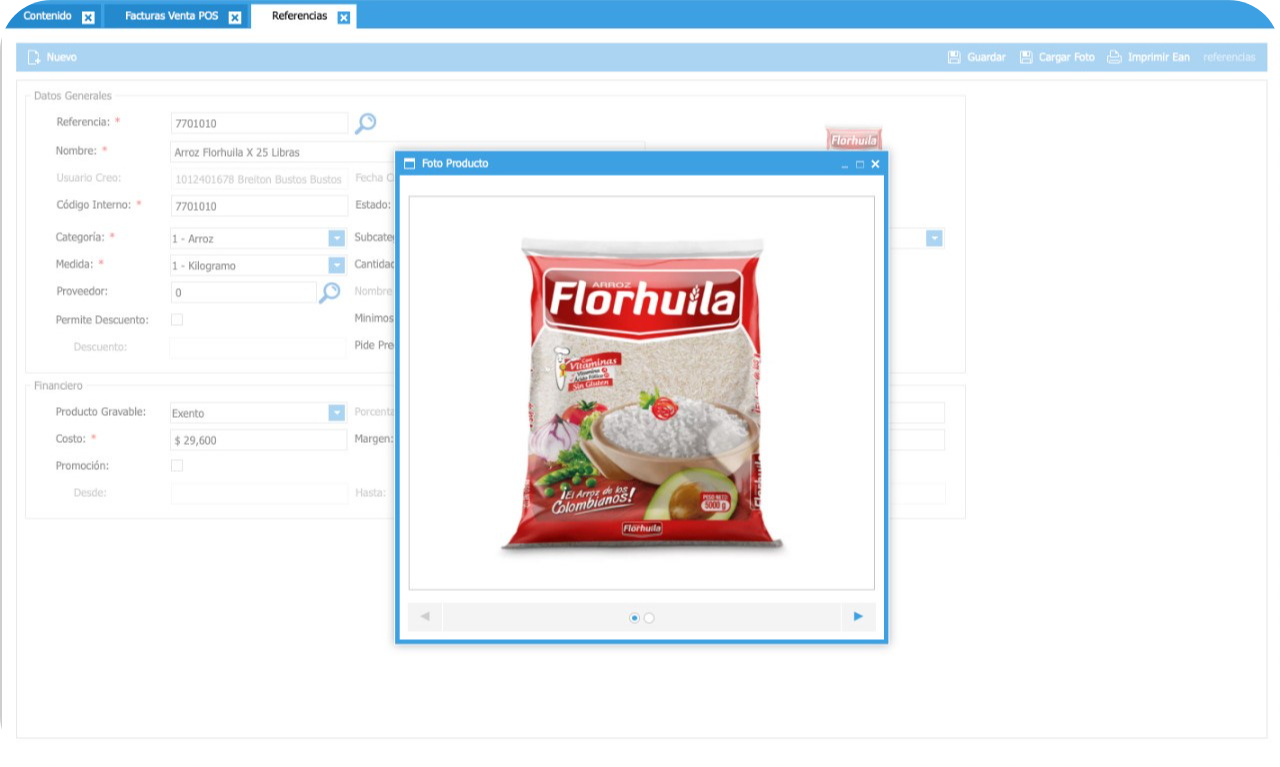 Contenido
Facturas Venta POS
Referencias
Nuevo
Guardar
Cargar Foto
Imprimir Ean
referencias
Datos Generales
Referencia: *
7701010
Florhuila
Nombre: *
Arroz Florhuila X 25 Libras
Usuario Creo:
1012401678 Breiton Bustos Bustos
Fecha C
Código Interno: *
7701010
Estado:
Categoría: *
1 - Arroz
Subcate
Medida: *
1 - Kilogramo
Cantidad
Proveedor:
0
Nombre
Permite Descuento:
Minimos
Descuento:
Pide Pre
Financiero
Producto Gravable:
Exento
Porcenta
Costo: *
$ 29,600
Margen:
Promoción:
Desde:
Hasta:
Foto Producto
ARROZ
Florhuila
Con
Vitaminas
Sin Gluten
¡El Arroz de los
Colombianos!
PESO NETO
5000 g
Florhuila
Florhuila